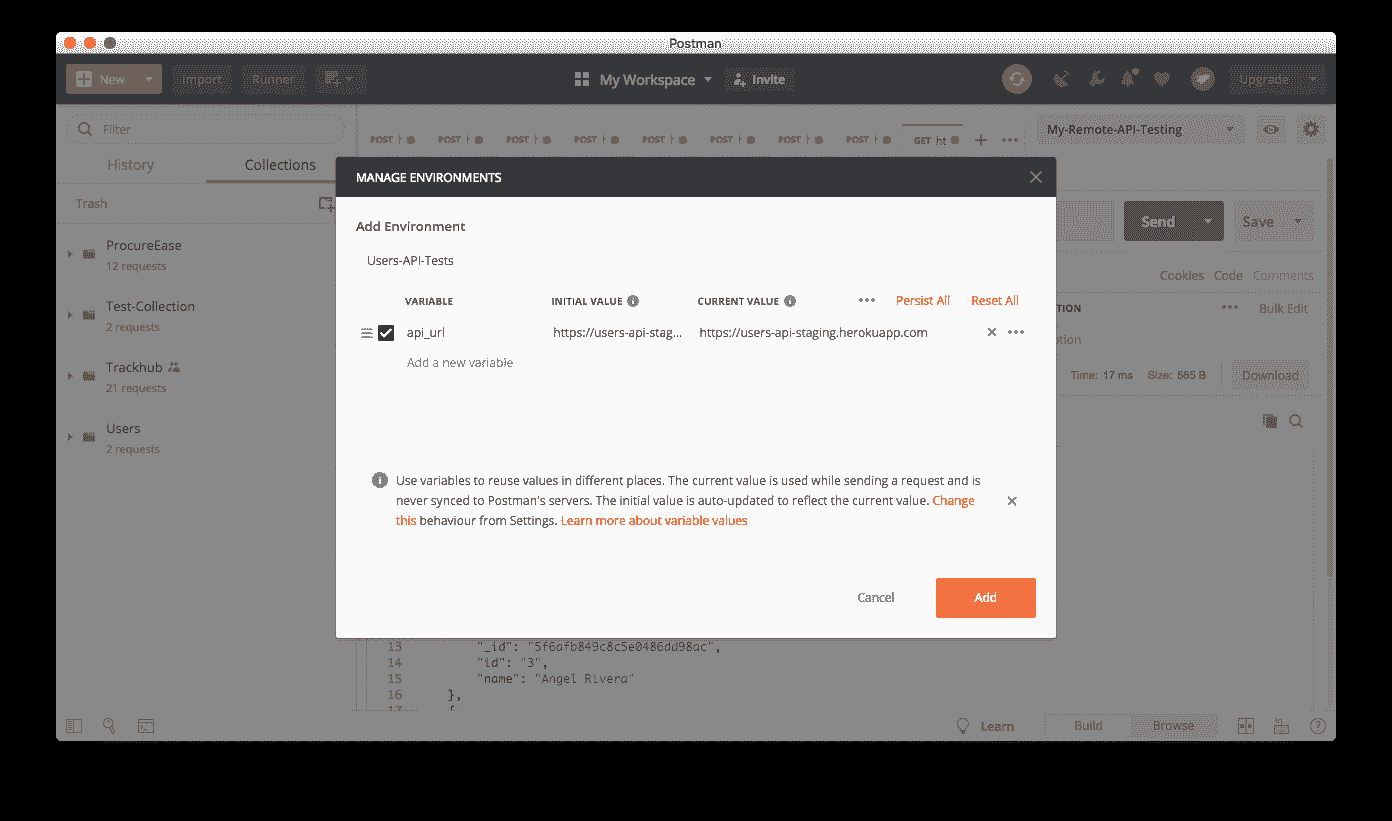 Postman
New
Import
Runner
My Workspace
Invite
Upgrade
Filter
History
Collections
Trash
ProcureEase
12 requests
Test-Collection
2 requests
Trackhub
21 requests
Users
2 requests
POST
POST
POST
POST
POST
POST
POST
POST
GET ht
My-Remote-API-Testing
Send
Save
Cookies Code Comments
Bulk Edit
Time: 17 ms
Download
MANAGE ENVIRONMENTS
Add Environment
Users-API-Tests
VARIABLE INITIAL VALUE CURRENT VALUE Persist All Reset All
api_url https://users-api-stag... https://users-api-staging.herokuapp.com
Add a new variable
Use variables to reuse values in different places. The current value is used while sending a request and is
never synced to Postman's servers. The initial value is auto-updated to reflect the current value. Change
this behaviour from Settings. Learn more about variable values
Cancel
Add
13 "_id": "5f6afb849c8c5e0486dd98ac",
14 "id": "3",
15 "name": "Angel Rivera"
16 },
Learn
Build
Browse